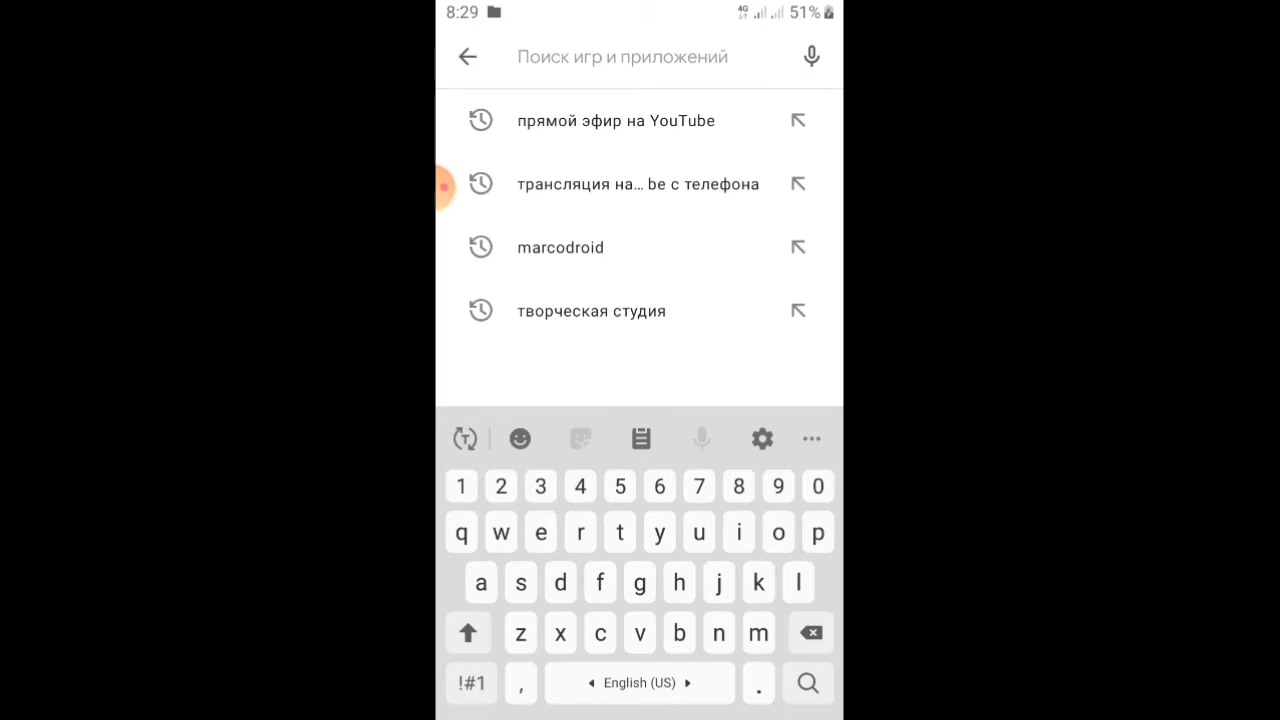 8:29 4G 51%
Поиск игр и приложений
прямой эфир на YouTube
трансляция на... be с телефона
marcodroid
творческая студия
T
1 2 3 4 5 6 7 8 9 0
q w e r t y u i o p
a s d f g h j k l
z x c v b n m
!#1 , English (US) .